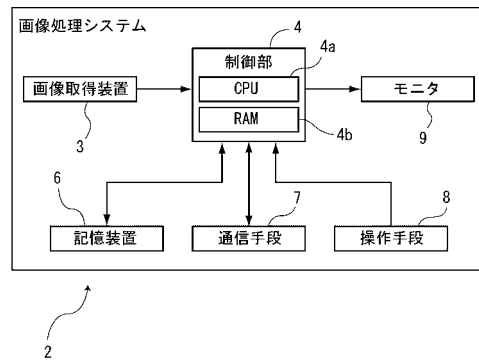 画像処理システム
4
制御部
4a
画像取得装置
CPU
モニタ
RAM
3
4b
9
6
7
8
記憶装置
通信手段
操作手段
2